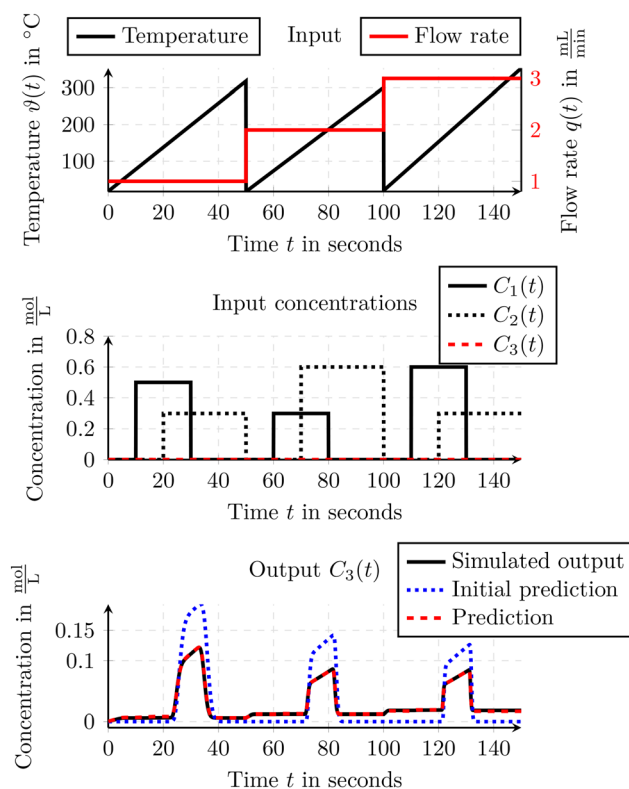 Temperature Input Flow rate
Temperature ϑ(t) in °C
Flow rate q(t) in mL/min
300
200
100
3
2
1
0 20 40 60 80 100 120 140
Time t in seconds
Input concentrations
C₁(t)
C₂(t)
C₃(t)
Concentration in mol/L
0.8
0.6
0.4
0.2
0
0 20 40 60 80 100 120 140
Time t in seconds
Output C₃(t)
Simulated output
Initial prediction
Prediction
Concentration in mol/L
0.15
0.1
0
0 20 40 60 80 100 120 140
Time t in seconds